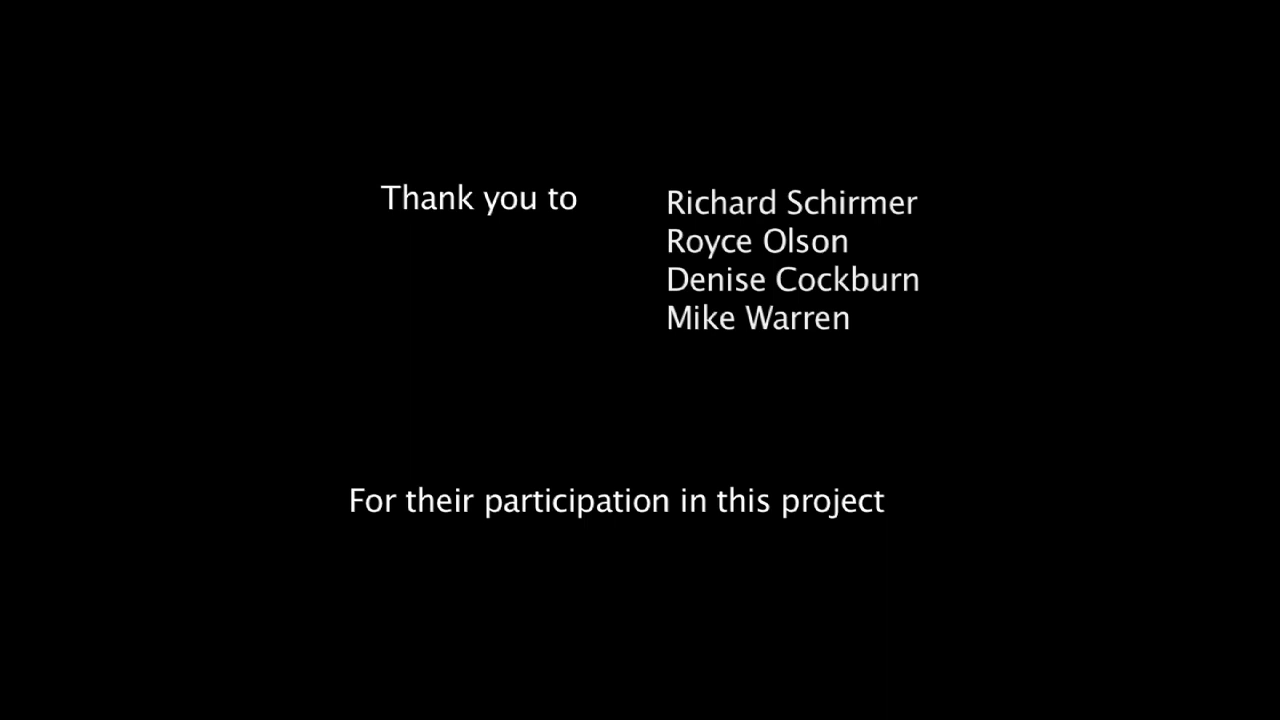 Thank you to
Richard Schirmer
Royce Olson
Denise Cockburn
Mike Warren
For their participation in this project